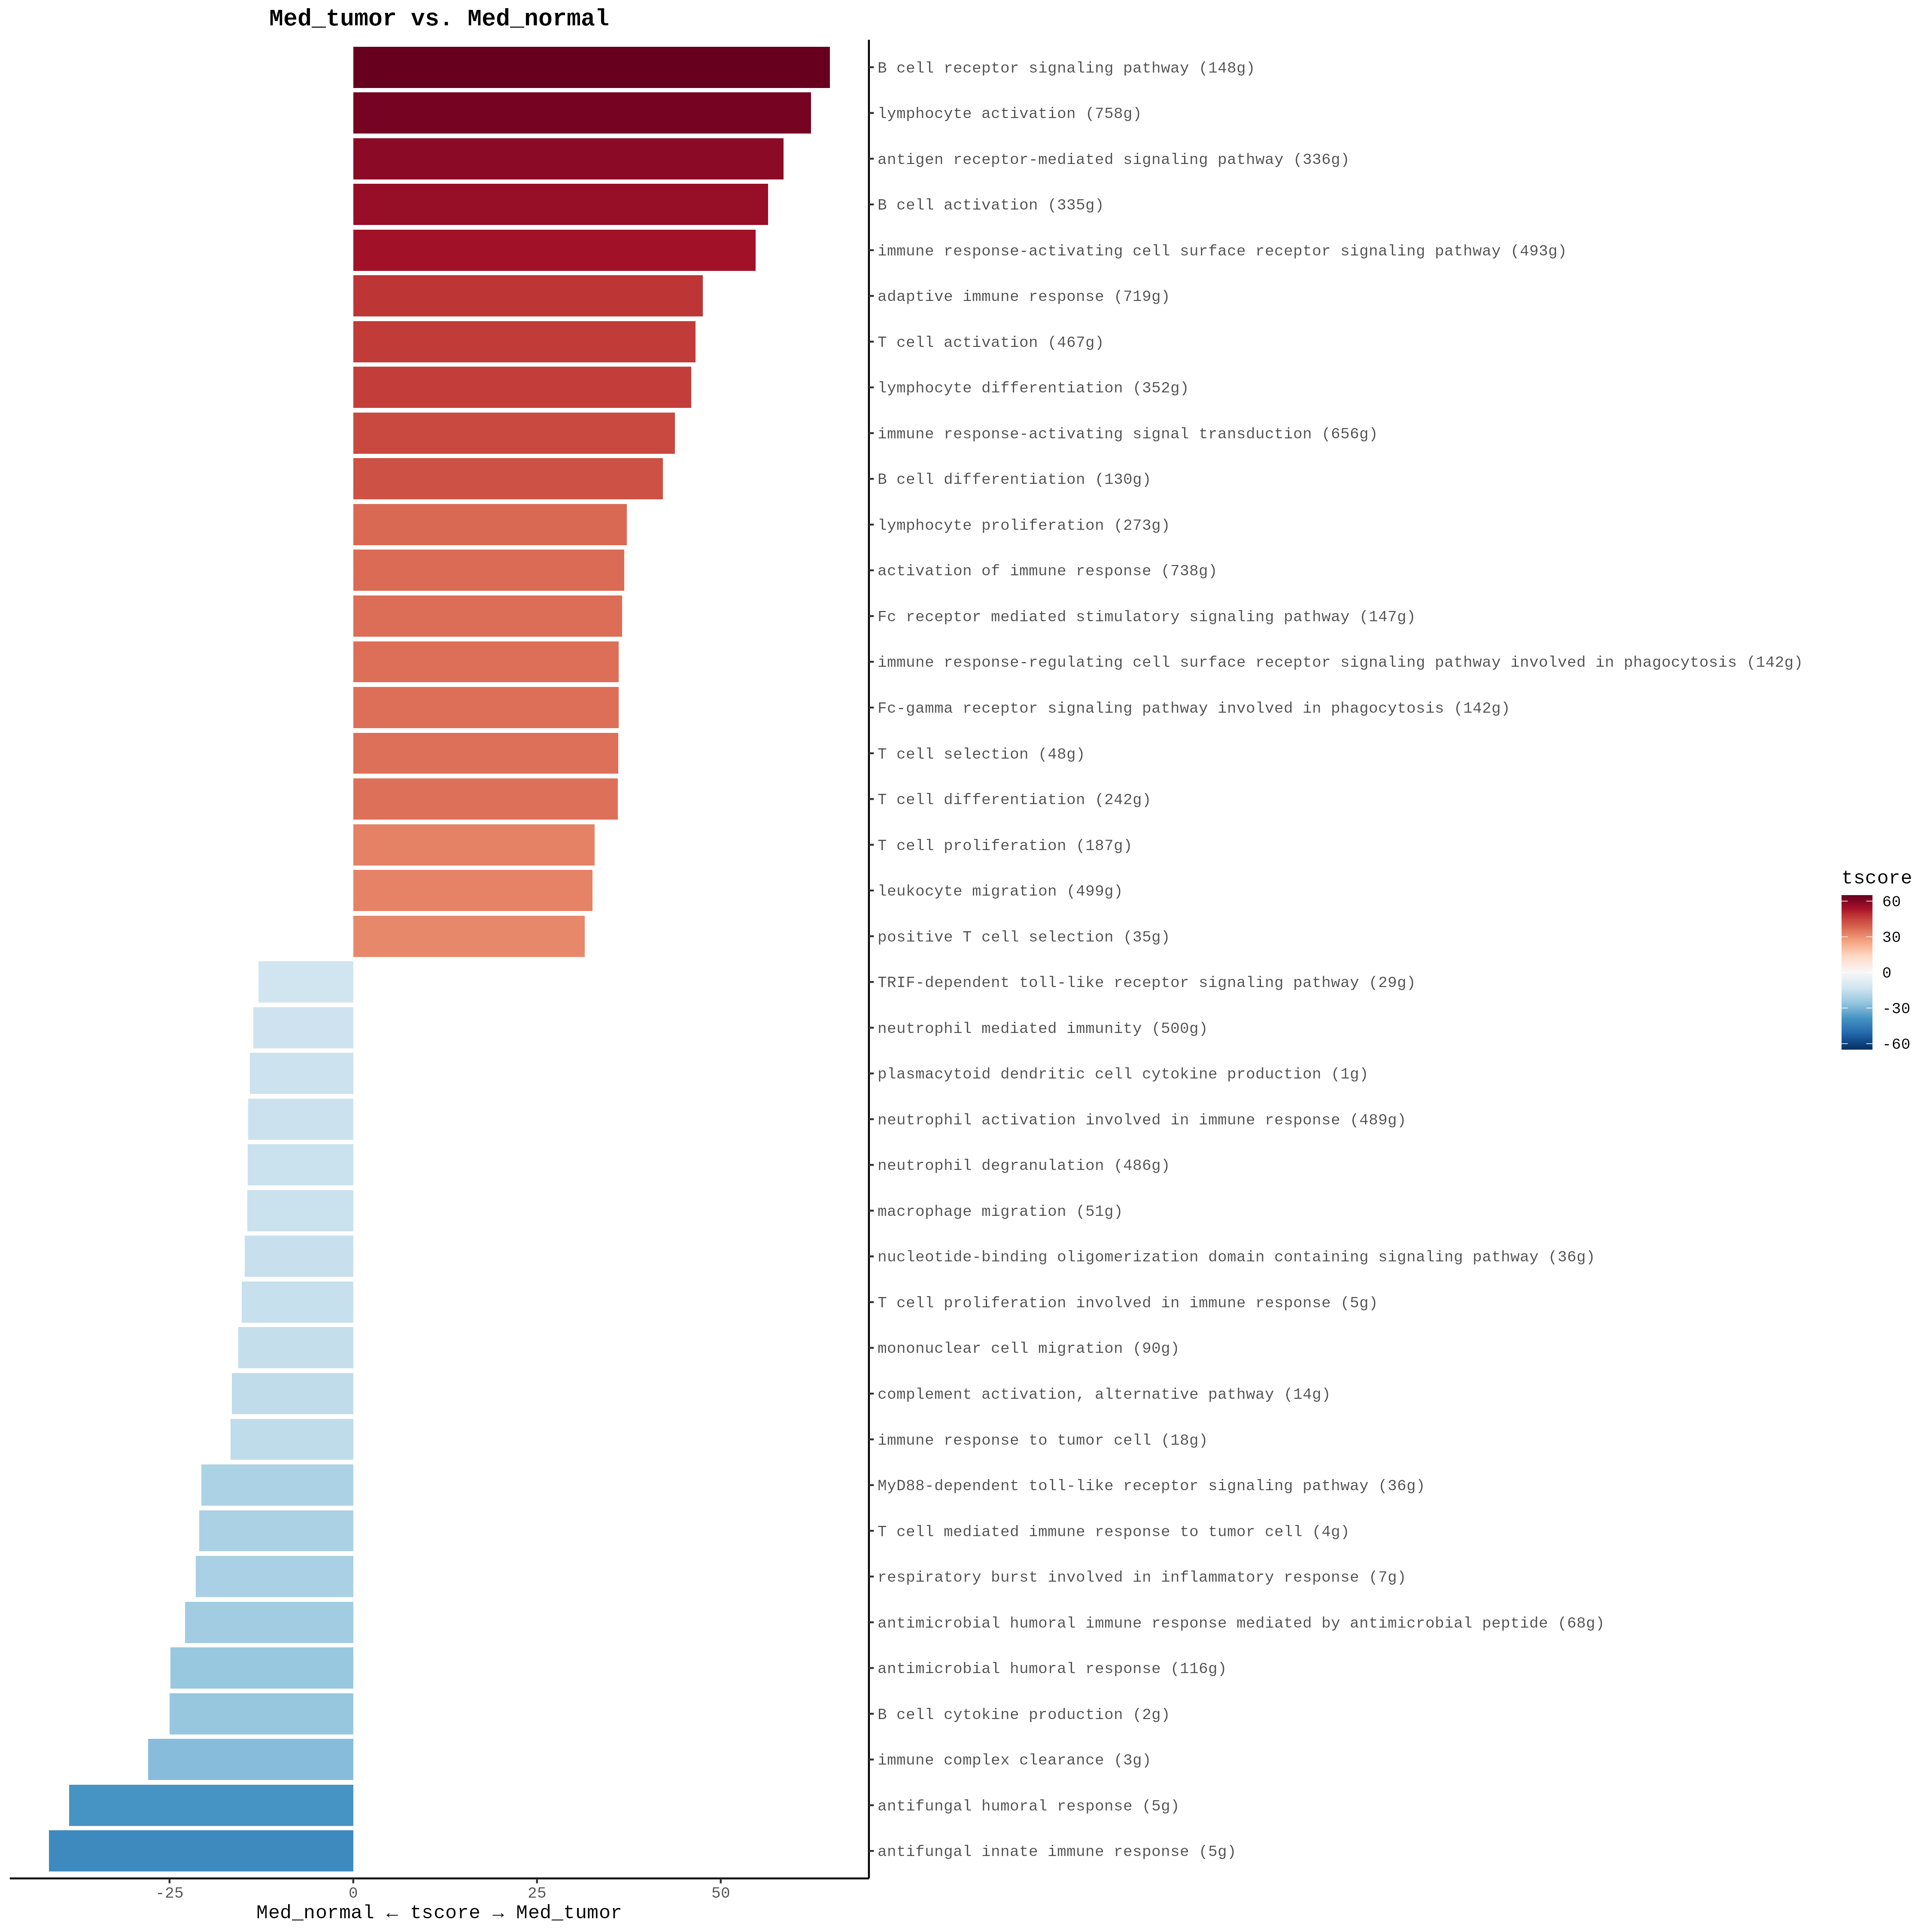 Med_tumor vs. Med_normal
B cell receptor signaling pathway (148g)
lymphocyte activation (758g)
antigen receptor-mediated signaling pathway (336g)
B cell activation (335g)
immune response-activating cell surface receptor signaling pathway (493g)
adaptive immune response (719g)
T cell activation (467g)
lymphocyte differentiation (352g)
immune response-activating signal transduction (656g)
B cell differentiation (130g)
lymphocyte proliferation (273g)
activation of immune response (738g)
Fc receptor mediated stimulatory signaling pathway (147g)
immune response-regulating cell surface receptor signaling pathway involved in phagocytosis (142g)
Fc-gamma receptor signaling pathway involved in phagocytosis (142g)
T cell selection (48g)
T cell differentiation (242g)
T cell proliferation (187g)
leukocyte migration (499g)
positive T cell selection (35g)
TRIF-dependent toll-like receptor signaling pathway (29g)
neutrophil mediated immunity (500g)
plasmacytoid dendritic cell cytokine production (1g)
neutrophil activation involved in immune response (489g)
neutrophil degranulation (486g)
macrophage migration (51g)
nucleotide-binding oligomerization domain containing signaling pathway (36g)
T cell proliferation involved in immune response (5g)
mononuclear cell migration (90g)
complement activation, alternative pathway (14g)
immune response to tumor cell (18g)
MyD88-dependent toll-like receptor signaling pathway (36g)
T cell mediated immune response to tumor cell (4g)
respiratory burst involved in inflammatory response (7g)
antimicrobial humoral immune response mediated by antimicrobial peptide (68g)
antimicrobial humoral response (116g)
B cell cytokine production (2g)
immune complex clearance (3g)
antifungal humoral response (5g)
antifungal innate immune response (5g)
-25 0 25 50
Med_normal ← tscore → Med_tumor
tscore
60
30
0
-30
-60